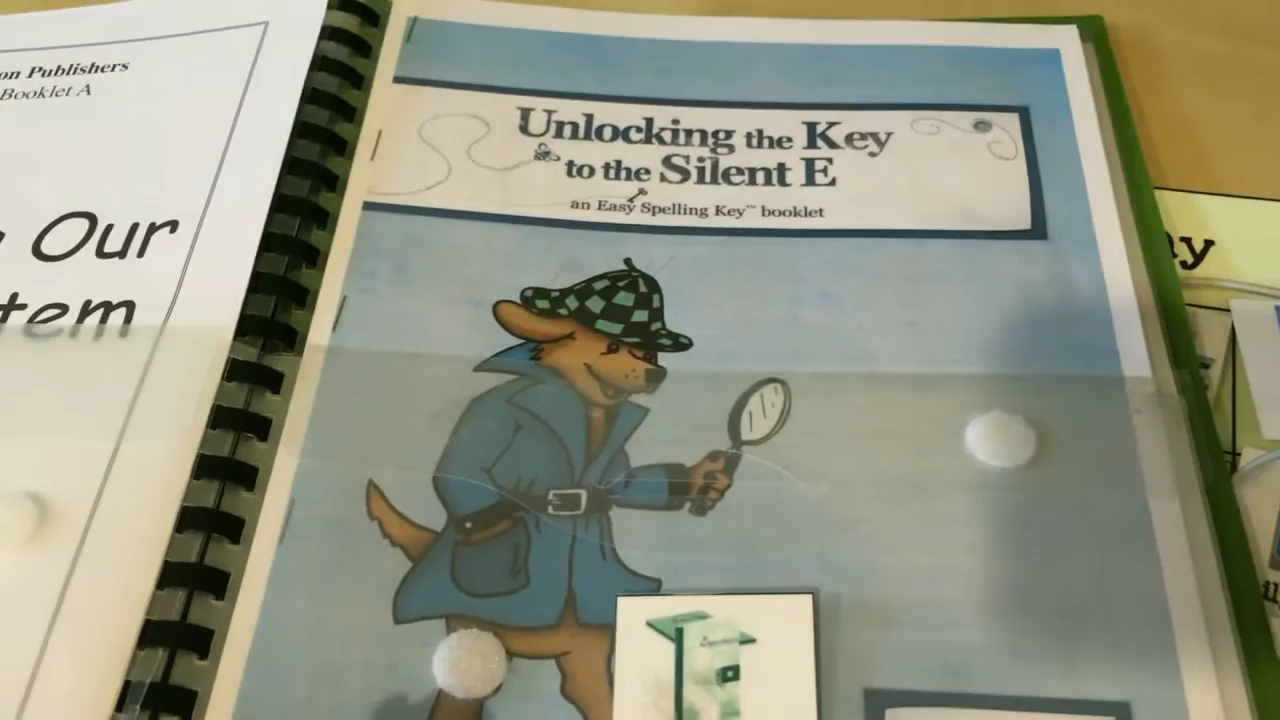 on Publishers
Booklet A
Our
tem
Unlocking the Key
to the Silent E
an Easy Spelling Key™ booklet
ay